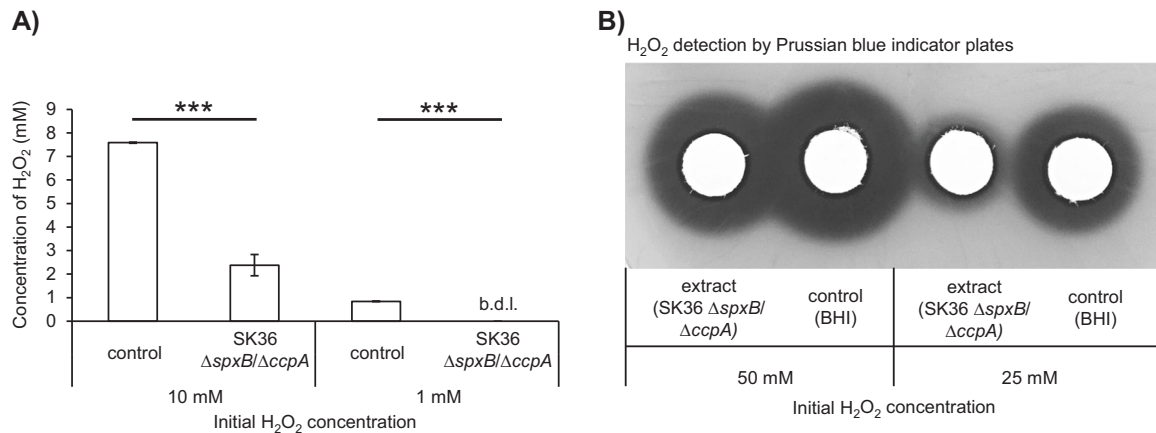 A)
Concentration of H₂O₂ (mM)
9
8
7
6
5
4
3
2
1
0
***
***
b.d.l.
control
SK36
ΔspxB/ΔccpA
control
SK36
ΔspxB/ΔccpA
10 mM
1 mM
Initial H₂O₂ concentration
B)
H₂O₂ detection by Prussian blue indicator plates
extract
(SK36 ΔspxB/
ΔccpA)
control
(BHI)
extract
(SK36 ΔspxB/
ΔccpA)
control
(BHI)
50 mM
25 mM
Initial H₂O₂ concentration